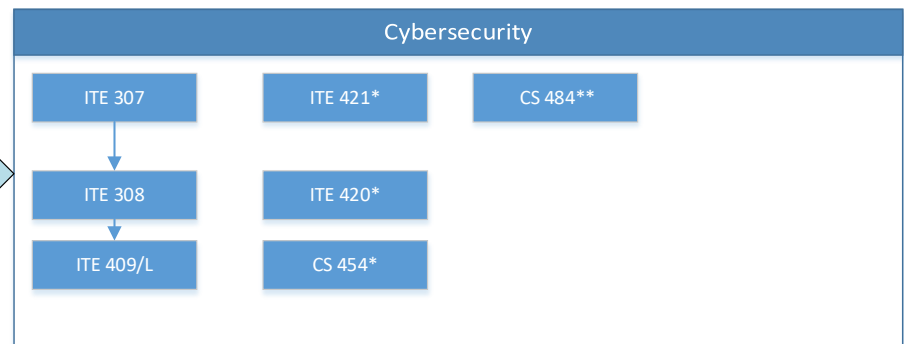 Cybersecurity
ITE 307
ITE 421*
CS 484**
ITE 308
ITE 420*
ITE 409/L
CS 454*